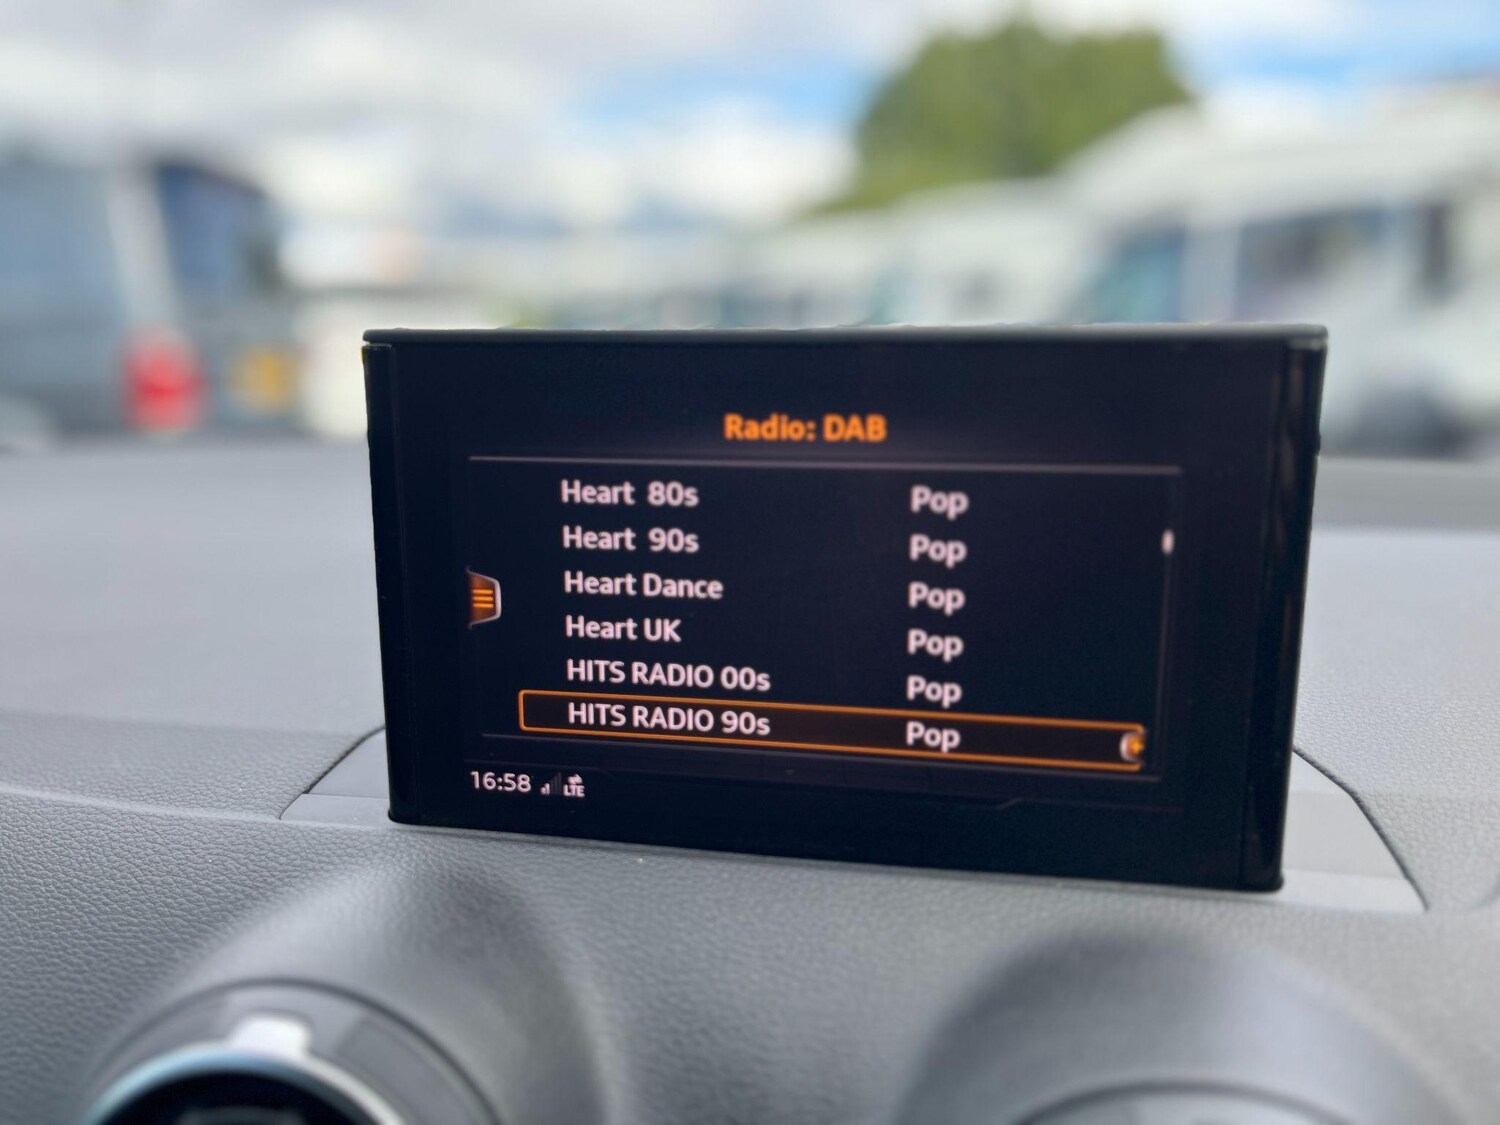 Radio: DAB
Heart 80s Pop
Heart 90s Pop
Heart Dance Pop
Heart UK Pop
HITS RADIO 00s Pop
HITS RADIO 90s Pop
16:58 LTE